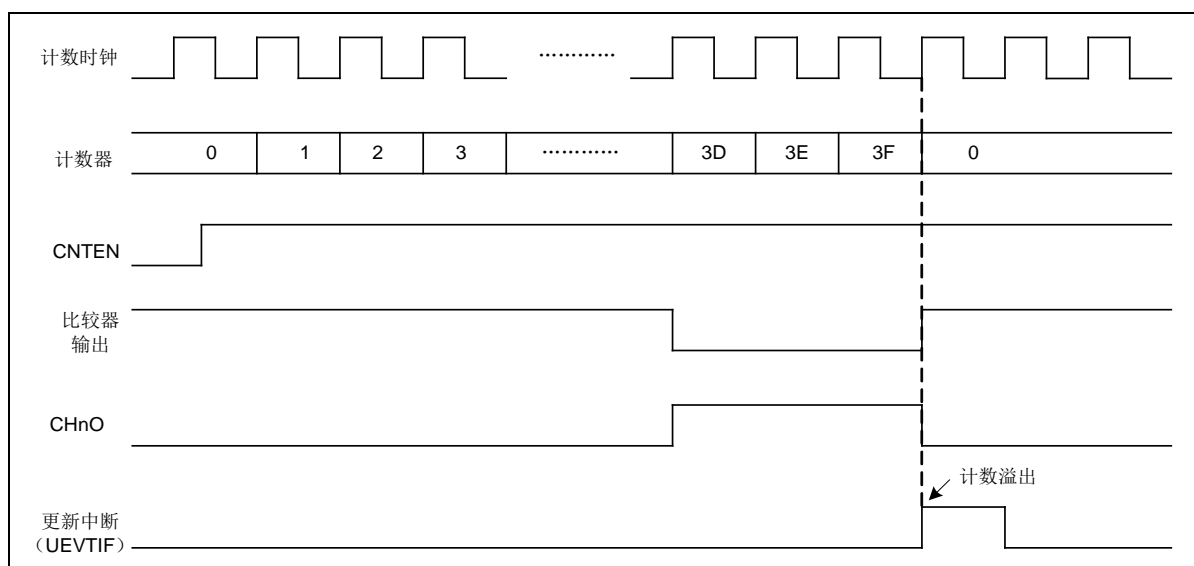 计数时钟
…………
计数器 0 1 2 3 ………… 3D 3E 3F 0
CNTEN
比较器
输出
CHnO
计数溢出
更新中断
（UEVTIF）